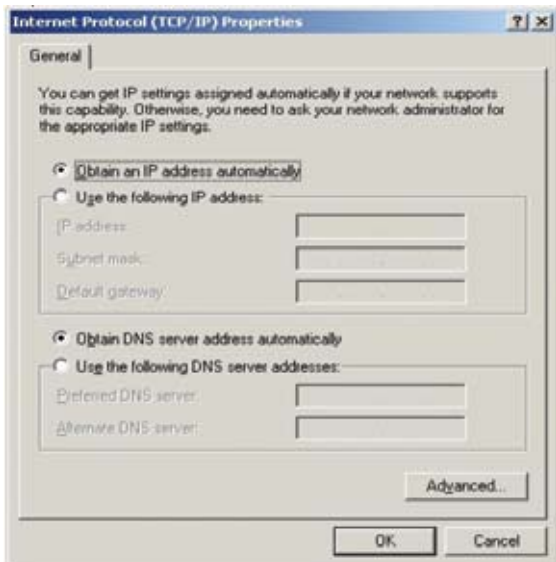 Internet Protocol (TCP/IP) Properties
General
You can get IP settings assigned automatically if your network supports
this capability. Otherwise, you need to ask your network administrator for
the appropriate IP settings.
Obtain an IP address automatically
Use the following IP address:
IP address:
Subnet mask:
Default gateway:
Obtain DNS server address automatically
Use the following DNS server addresses:
Preferred DNS server:
Alternate DNS server:
Advanced...
OK
Cancel